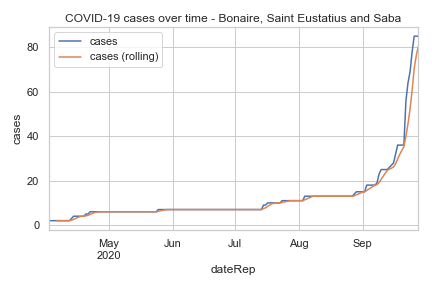 COVID-19 cases over time - Bonaire, Saint Eustatius and Saba
cases
cases (rolling)
80
60
40
20
0
cases
May
2020
Jun
Jul
Aug
Sep
dateRep